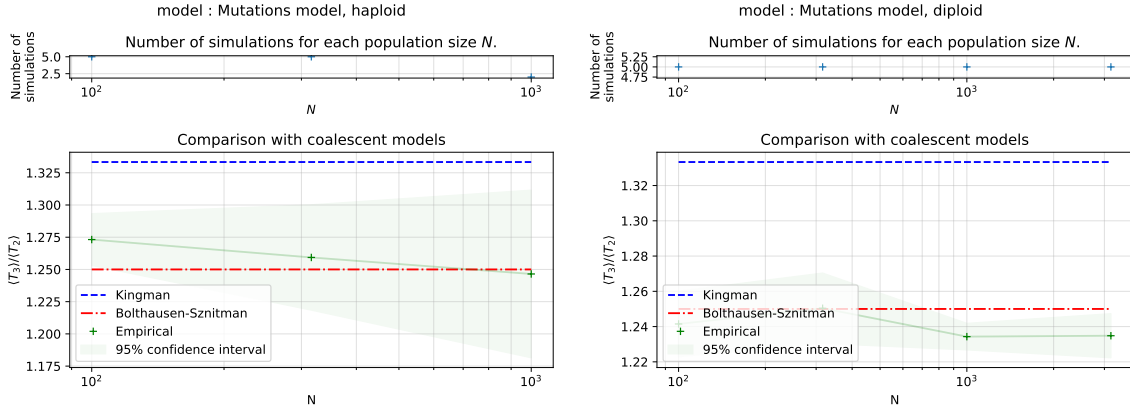 model : Mutations model, haploid
Number of simulations for each population size N.
Number of
simulations
5.0
2.5
10²
10³
N
Comparison with coalescent models
⟨T₃⟩/⟨T₂⟩
1.325
1.300
1.275
1.250
1.225
1.200
1.175
Kingman
Bolthausen-Sznitman
Empirical
95% confidence interval
10²
10³
N
model : Mutations model, diploid
Number of simulations for each population size N.
Number of
simulations
5.25
5.00
4.75
10²
10³
N
Comparison with coalescent models
⟨T₃⟩/⟨T₂⟩
1.32
1.30
1.28
1.26
1.24
1.22
Kingman
Bolthausen-Sznitman
Empirical
95% confidence interval
10²
10³
N